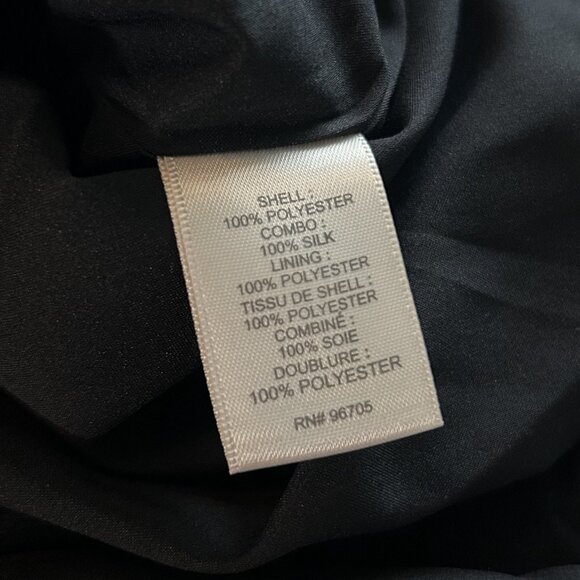 SHELL :
100% POLYESTER
COMBO :
100% SILK
LINING :
100% POLYESTER
TISSU DE SHELL :
100% POLYESTER
COMBINÉ :
100% SOIE
DOUBLURE :
100% POLYESTER
RN# 96705